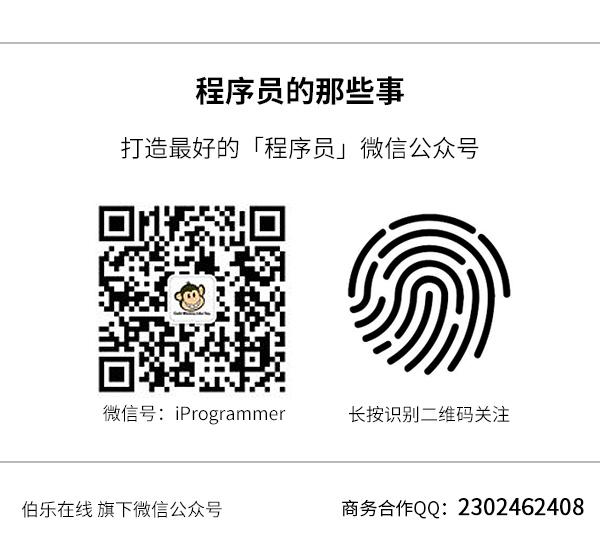 程序员的那些事
打造最好的「程序员」微信公众号
微信号：iProgrammer
长按识别二维码关注
伯乐在线 旗下微信公众号
商务合作QQ：2302462408